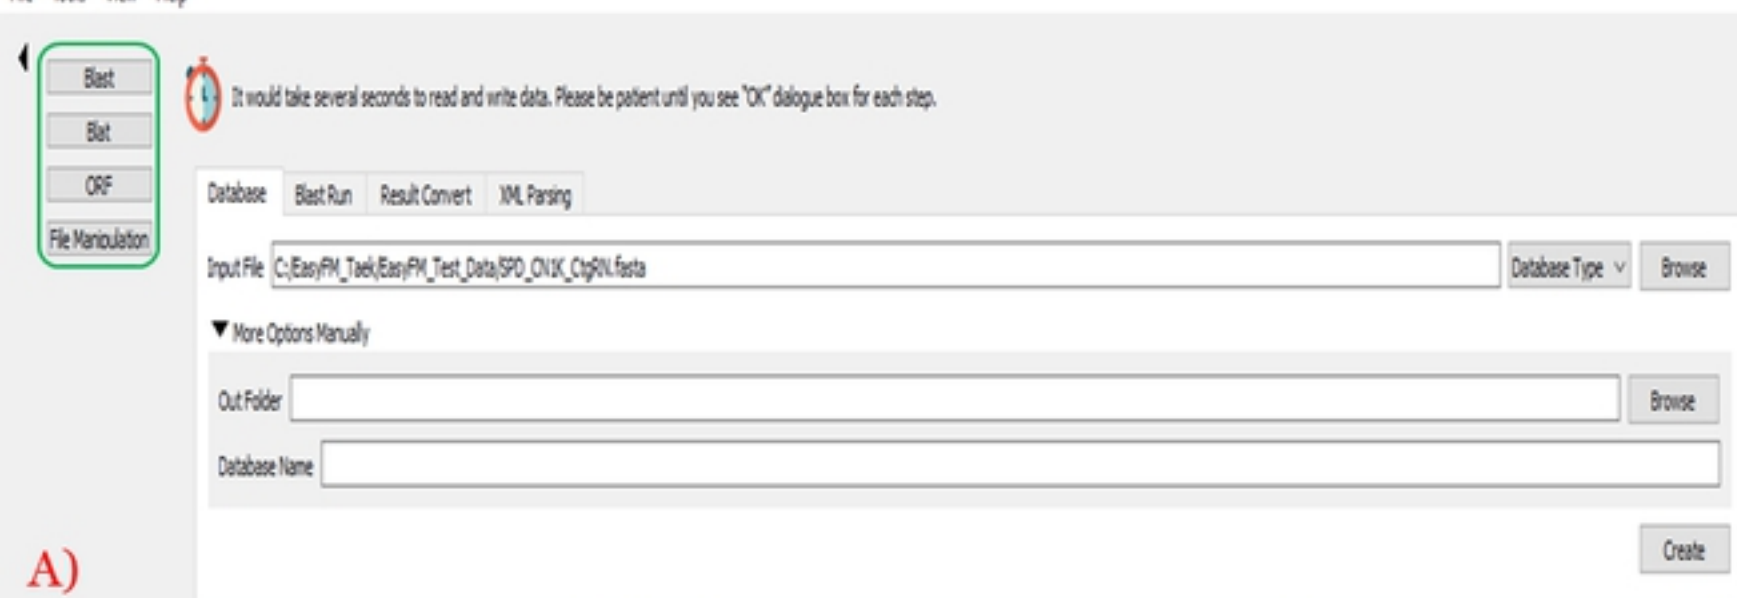 Blast
Blat
ORF
File Manipulation
It would take several seconds to read and write data. Please be patient until you see "OK" dialogue box for each step.
Database Blast Run Result Convert XML Parsing
Input File C:/EasyFM_Taek/EasyFM_Test_Data/SPD_CN1K_CtgRN.fasta Database Type Browse
More Options Manually
Out Folder Browse
Database Name
Create
A)